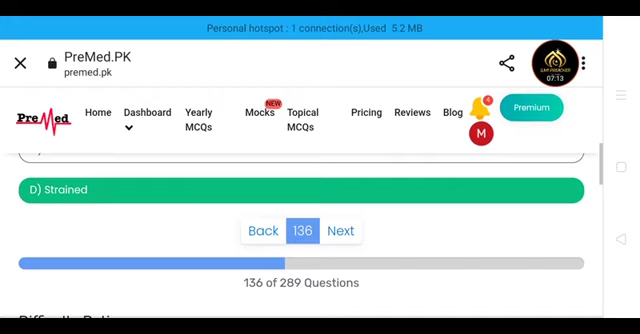 Personal hotspot : 1 connection(s),Used 5.2 MB
PreMed.PK
premed.pk
07:13
PreMed
Home
Dashboard
Yearly
MCQs
Mocks
NEW
Topical
MCQs
Pricing
Reviews
Blog
4
M
Premium
D) Strained
Back 136 Next
136 of 289 Questions